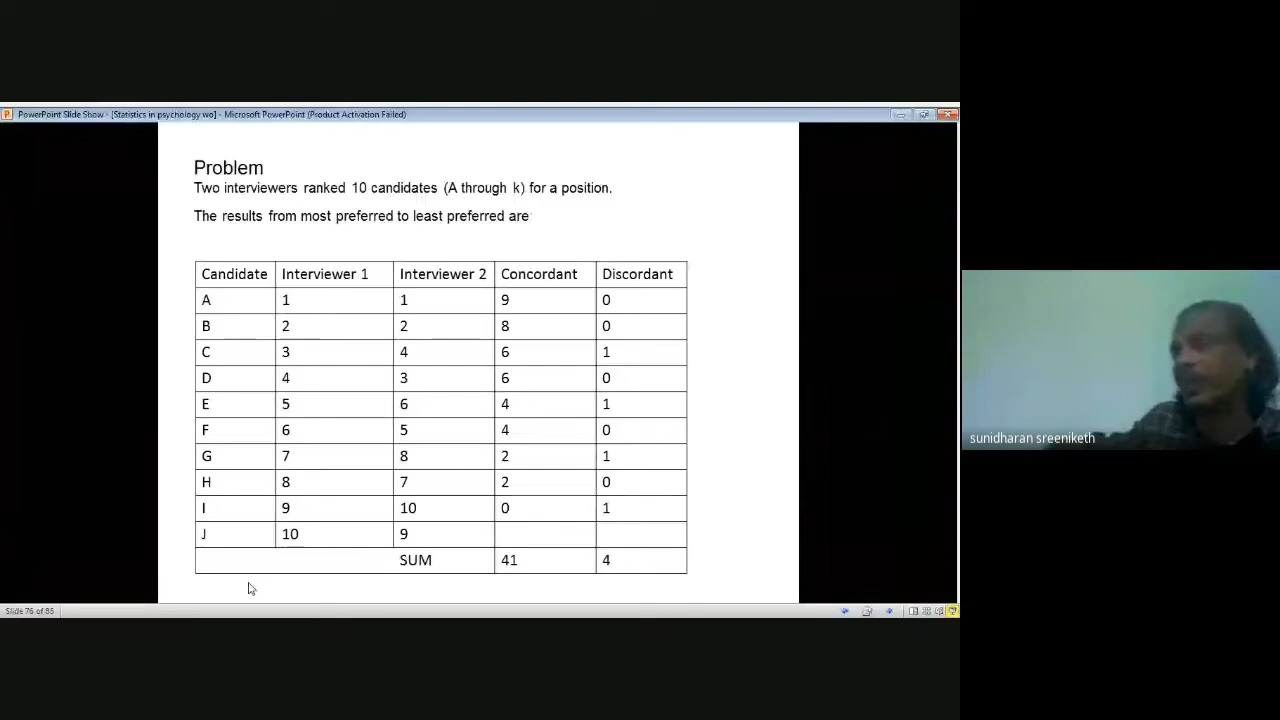 PowerPoint Slide Show - [Statistics in psychology wo] - Microsoft PowerPoint (Product Activation Failed)
Problem
Two interviewers ranked 10 candidates (A through k) for a position.
The results from most preferred to least preferred are
Candidate Interviewer 1 Interviewer 2 Concordant Discordant
A 1 1 9 0
B 2 2 8 0
C 3 4 6 1
D 4 3 6 0
E 5 6 4 1
F 6 5 4 0
G 7 8 2 1
H 8 7 2 0
I 9 10 0 1
J 10 9
SUM 41 4
Slide 76 of 85
sunidharan sreeniketh